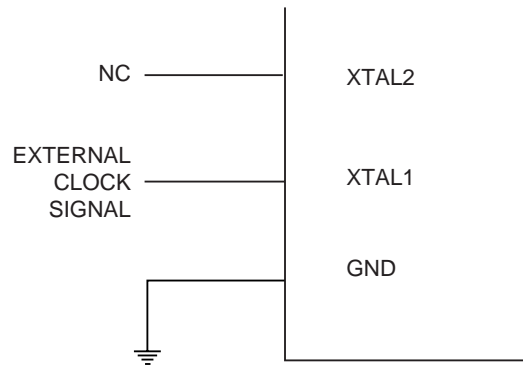 NC
XTAL2
EXTERNAL
CLOCK
SIGNAL
XTAL1
GND